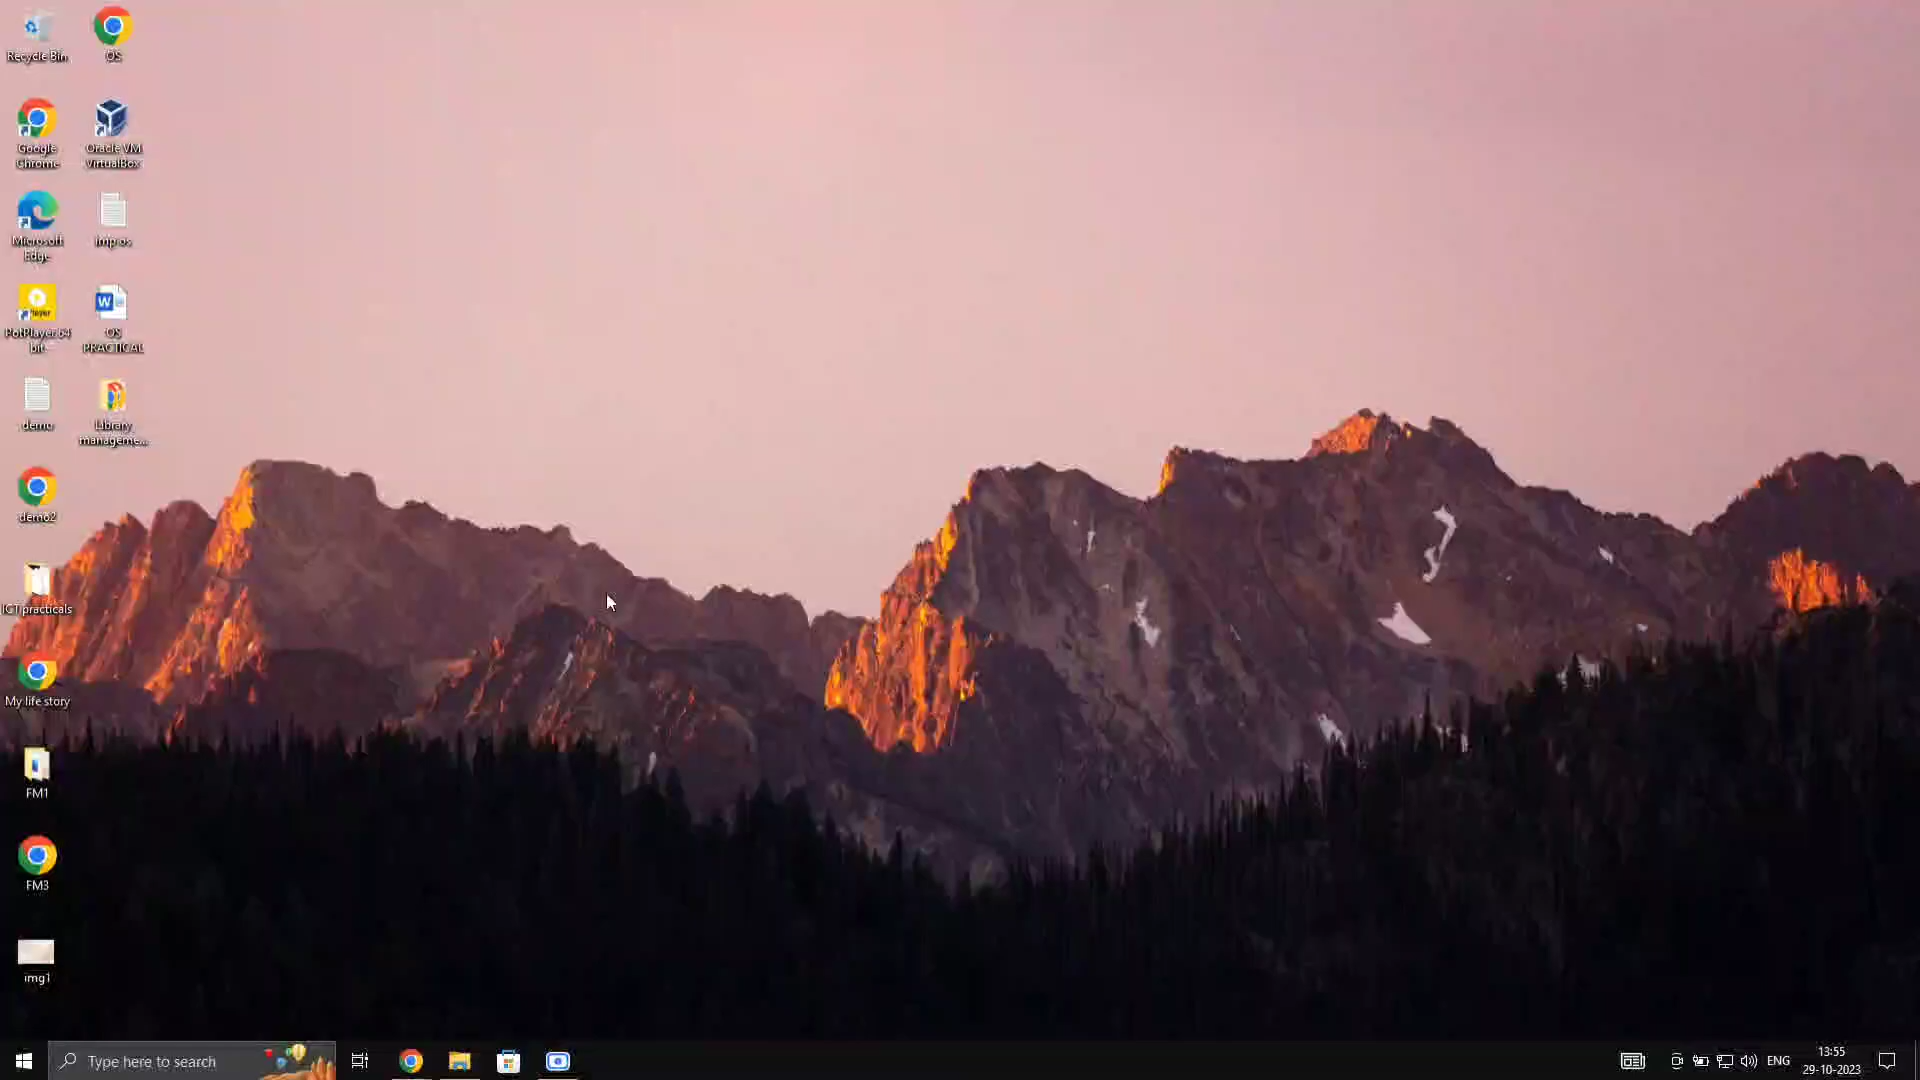 Recycle Bin
OS
Google
Chrome
Oracle VM
VirtualBox
Microsoft
Edge
imp os
PotPlayer 64
bit
OS
PRACTICAL
demo
Library
manageme...
demo2
ICT practicals
My life story
FM1
FM3
img1
Type here to search
ENG
13:55
29-10-2023